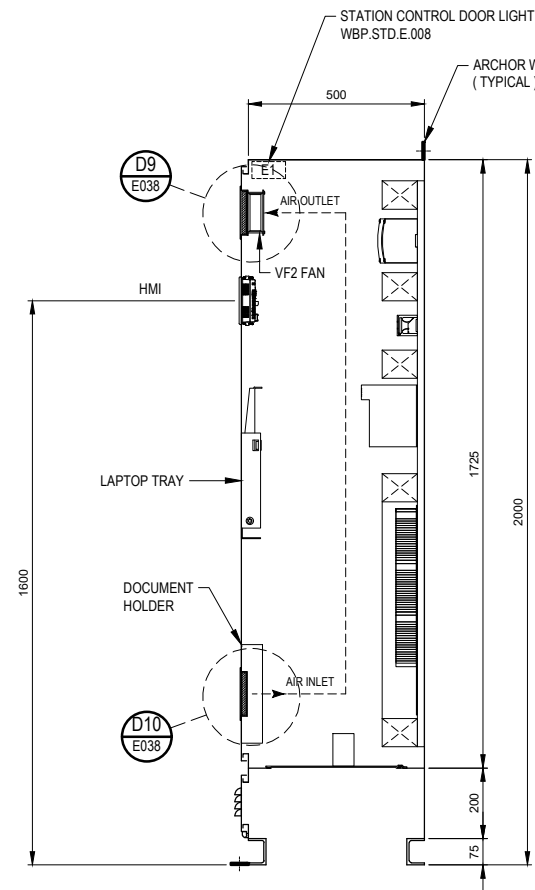 STATION CONTROL DOOR LIGHT
WBP.STD.E.008
ARCHOR W
( TYPICAL )
500
D9
E038
E1
AIR OUTLET
VF2 FAN
HMI
LAPTOP TRAY
1725
2000
1600
DOCUMENT
HOLDER
AIR INLET
D10
E038
200
75